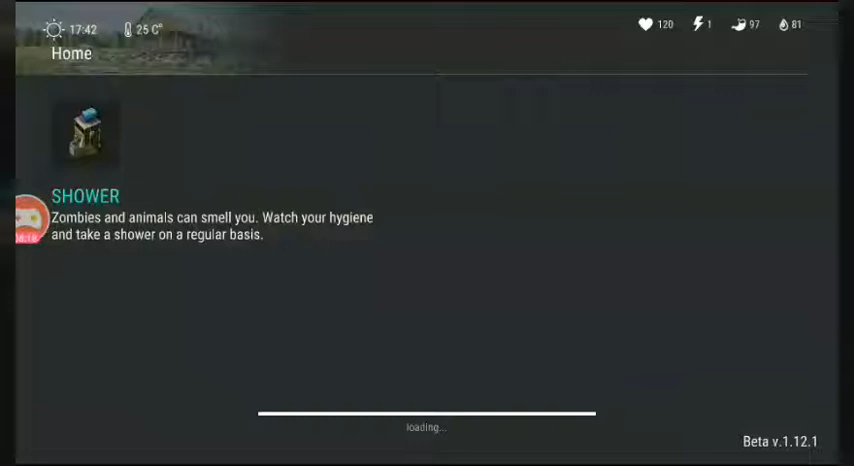 17:42 25 C° 120 1 97 81
Home
SHOWER
Zombies and animals can smell you. Watch your hygiene
and take a shower on a regular basis.
loading...
Beta v.1.12.1